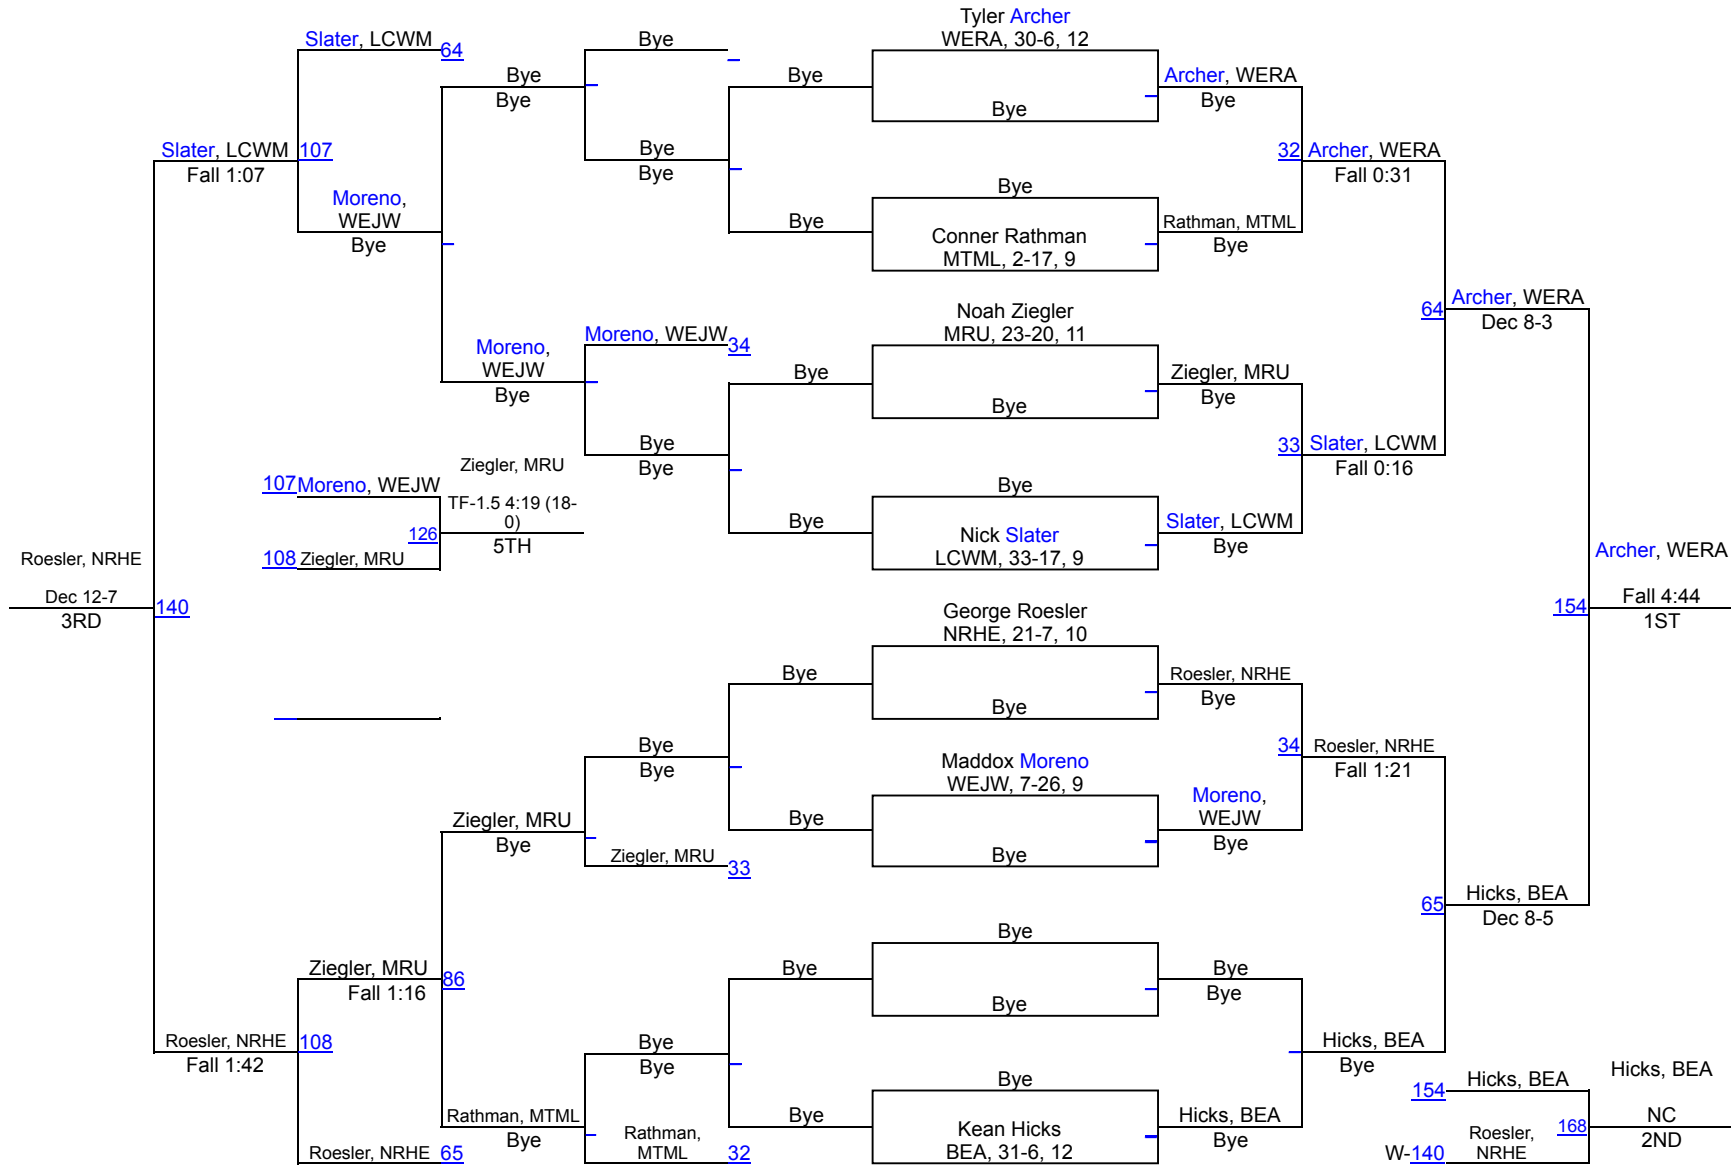 Slater, LCWM
64
Slater, LCWM
107
Fall 1:07
Moreno,
WEJW
Bye
Bye
Bye
Bye
Bye
Bye
Moreno,
WEJW
Bye
Moreno, WEJW
34
Bye
Bye
107
Moreno, WEJW
108
Ziegler, MRU
126
Ziegler, MRU
TF-1.5 4:19 (18-
0)
5TH
Roesler, NRHE
Dec 12-7
3RD
140
Bye
Bye
Bye
Bye
Tyler Archer
WERA, 30-6, 12
Bye
Bye
Conner Rathman
MTML, 2-17, 9
Noah Ziegler
MRU, 23-20, 11
Bye
Bye
Nick Slater
LCWM, 33-17, 9
Archer, WERA
Bye
Rathman, MTML
Bye
32
Archer, WERA
Fall 0:31
Ziegler, MRU
Bye
Slater, LCWM
Bye
33
Slater, LCWM
Fall 0:16
64
Archer, WERA
Dec 8-3
Archer, WERA
154
Fall 4:44
1ST
Bye
Bye
Ziegler, MRU
Bye
Ziegler, MRU
33
Ziegler, MRU
86
Fall 1:16
Roesler, NRHE
108
Fall 1:42
Roesler, NRHE
65
Rathman, MTML
Bye
Bye
Bye
Rathman,
MTML
32
Bye
Bye
Bye
Bye
George Roesler
NRHE, 21-7, 10
Bye
Maddox Moreno
WEJW, 7-26, 9
Bye
Bye
Bye
Bye
Kean Hicks
BEA, 31-6, 12
Roesler, NRHE
Bye
Moreno,
WEJW
Bye
34
Roesler, NRHE
Fall 1:21
Bye
Bye
Hicks, BEA
Bye
Hicks, BEA
Bye
65
Hicks, BEA
Dec 8-5
154
Hicks, BEA
W-140
Roesler,
NRHE
168
Hicks, BEA
NC
2ND